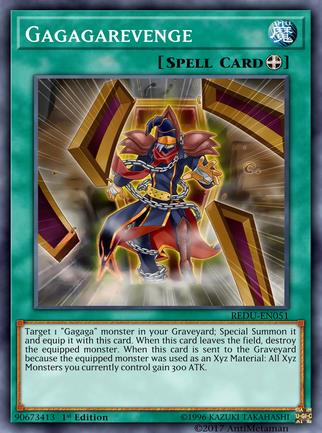 GAGAGAREVENGE
[SPELL CARD]
REDU-EN051
Target 1 "Gagaga" monster in your Graveyard; Special Summon it
and equip it with this card. When this card leaves the field, destroy
the equipped monster. When this card is sent to the Graveyard
because the equipped monster was used as an Xyz Material: All Xyz
Monsters you currently control gain 300 ATK.
90673413 1st Edition ©1996 KAZUKI TAKAHASHI
©2017 AntiMetaman